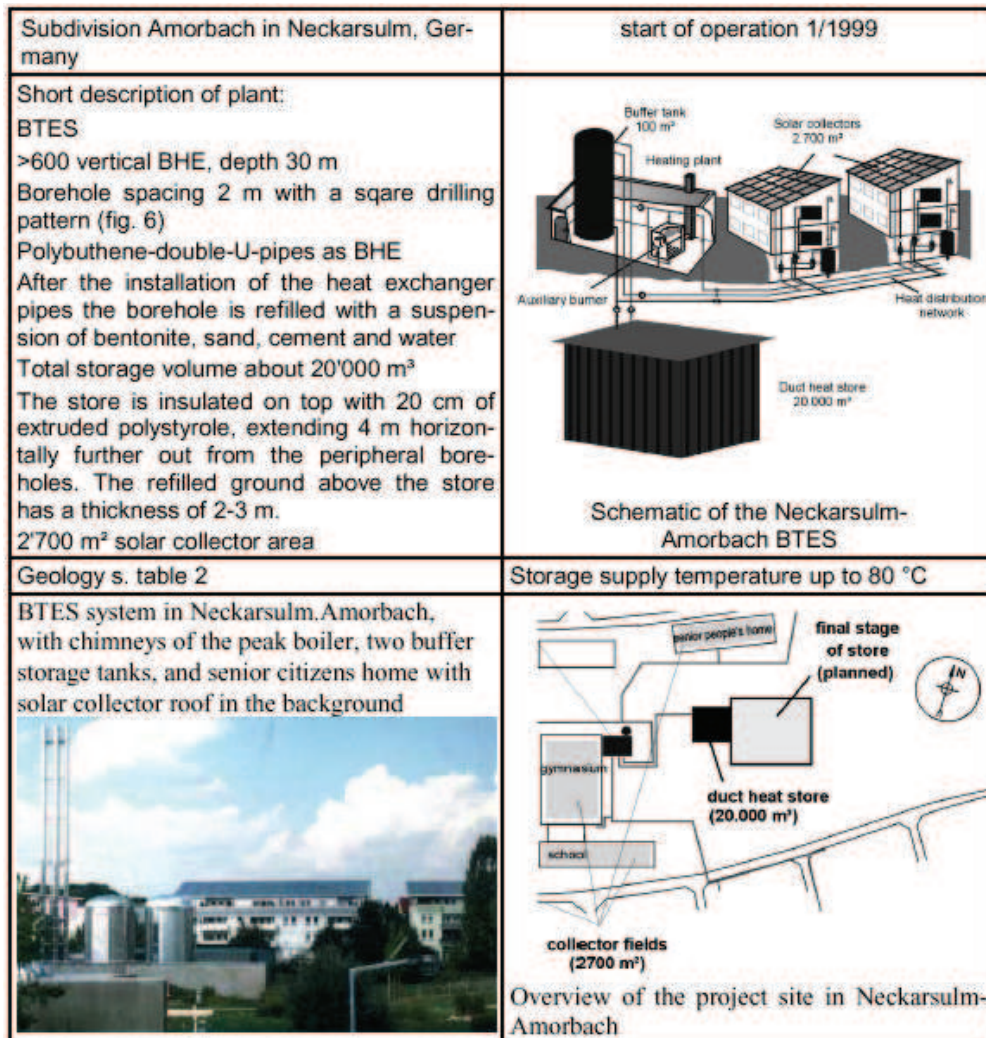 Subdivision Amorbach in Neckarsulm, Ger-
many
start of operation 1/1999
Short description of plant:
BTES
>600 vertical BHE, depth 30 m
Borehole spacing 2 m with a sqare drilling
pattern (fig. 6)
Polybuthene-double-U-pipes as BHE
After the installation of the heat exchanger
pipes the borehole is refilled with a suspen-
sion of bentonite, sand, cement and water
Total storage volume about 20'000 m³
The store is insulated on top with 20 cm of
extruded polystyrole, extending 4 m horizon-
tally further out from the peripheral bore-
holes. The refilled ground above the store
has a thickness of 2-3 m.
2'700 m² solar collector area
Buffer tank
100 m³
Solar collectors
2.700 m²
Heating plant
Auxiliary burner
Heat distribution
network
Duct heat store
20.000 m³
Schematic of the Neckarsulm-
Amorbach BTES
Geology s. table 2
Storage supply temperature up to 80 °C
BTES system in Neckarsulm.Amorbach,
with chimneys of the peak boiler, two buffer
storage tanks, and senior citizens home with
solar collector roof in the background
senior people's home
final stage
of store
(planned)
N
gymnasium
duct heat store
(20.000 m³)
school
collector fields
(2700 m²)
Overview of the project site in Neckarsulm-
Amorbach